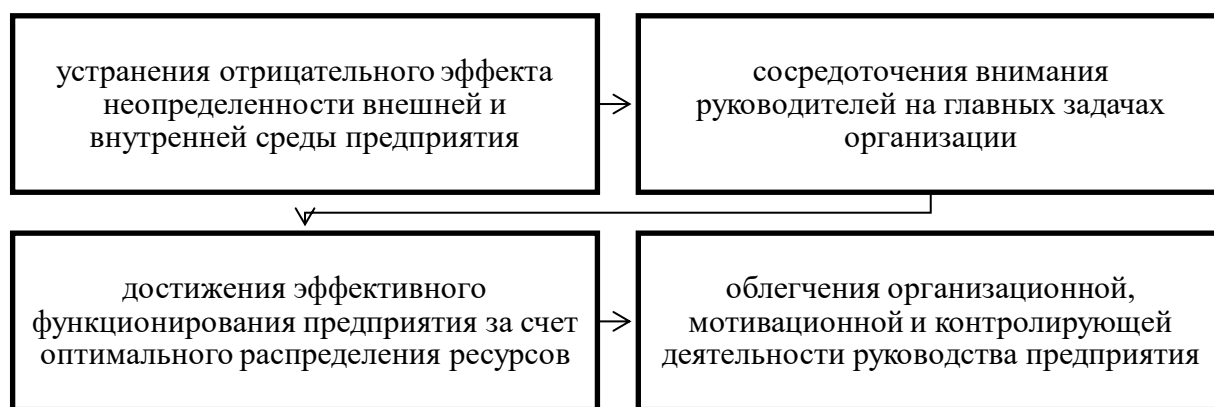 устранения отрицательного эффекта
неопределенности внешней и
внутренней среды предприятия
сосредоточения внимания
руководителей на главных задачах
организации
достижения эффективного
функционирования предприятия за счет
оптимального распределения ресурсов
облегчения организационной,
мотивационной и контролирующей
деятельности руководства предприятия